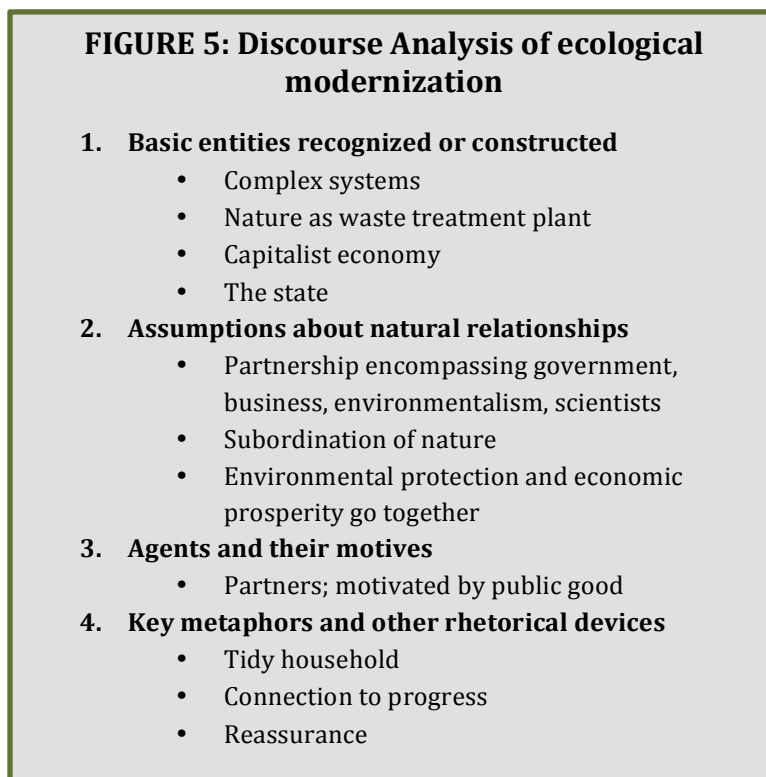 FIGURE 5: Discourse Analysis of ecological
modernization
1. Basic entities recognized or constructed
• Complex systems
• Nature as waste treatment plant
• Capitalist economy
• The state
2. Assumptions about natural relationships
• Partnership encompassing government,
business, environmentalism, scientists
• Subordination of nature
• Environmental protection and economic
prosperity go together
3. Agents and their motives
• Partners; motivated by public good
4. Key metaphors and other rhetorical devices
• Tidy household
• Connection to progress
• Reassurance